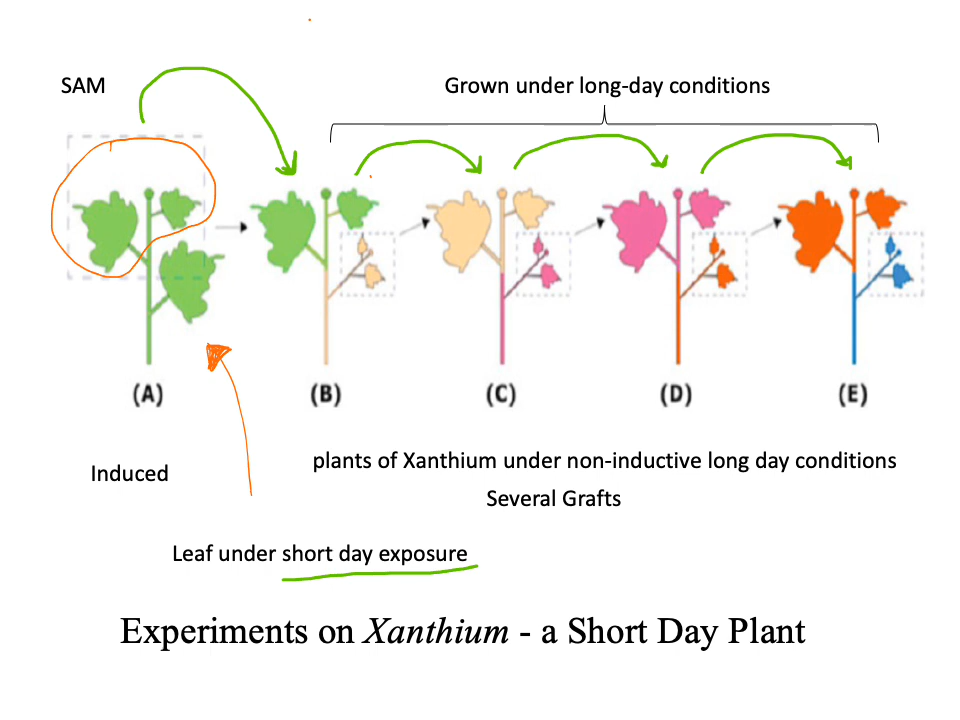 SAM
Grown under long-day conditions
(A)
(B)
(C)
(D)
(E)
Induced
plants of Xanthium under non-inductive long day conditions
Several Grafts
Leaf under short day exposure
Experiments on Xanthium - a Short Day Plant